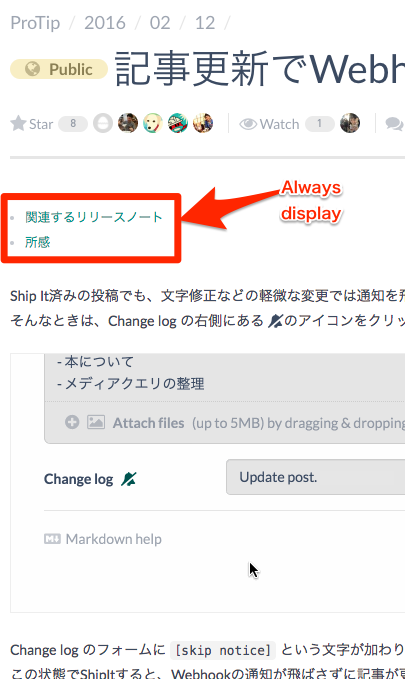 ProTip / 2016 / 02 / 12 /
Public 記事更新でWebh
Star 8 Watch 1
Always
display
関連するリリースノート
所感
Ship It済みの投稿でも、文字修正などの軽微な変更では通知を飛
そんなときは、Change log の右側にある のアイコンをクリッ
- 本について
- メディアクエリの整理
Attach files (up to 5MB) by dragging & dropping
Change log Update post.
Markdown help
Change log のフォームに [skip notice] という文字が加わり
この状態でShipItすると、Webhookの通知が飛ばさずに記事が更